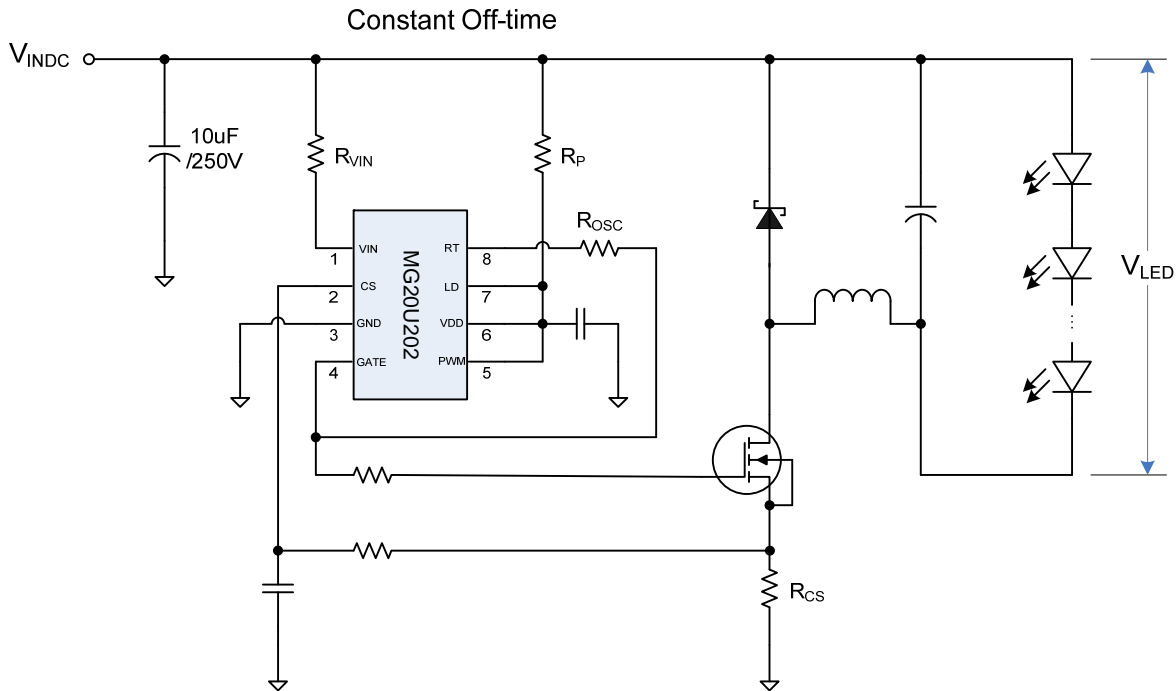 Constant Off-time
VINDC
10uF
/250V
RVIN
RP
ROSC
VIN
1
CS
2
GND
3
GATE
4
MG20U202
RT
8
LD
7
VDD
6
PWM
5
VLED
RCS